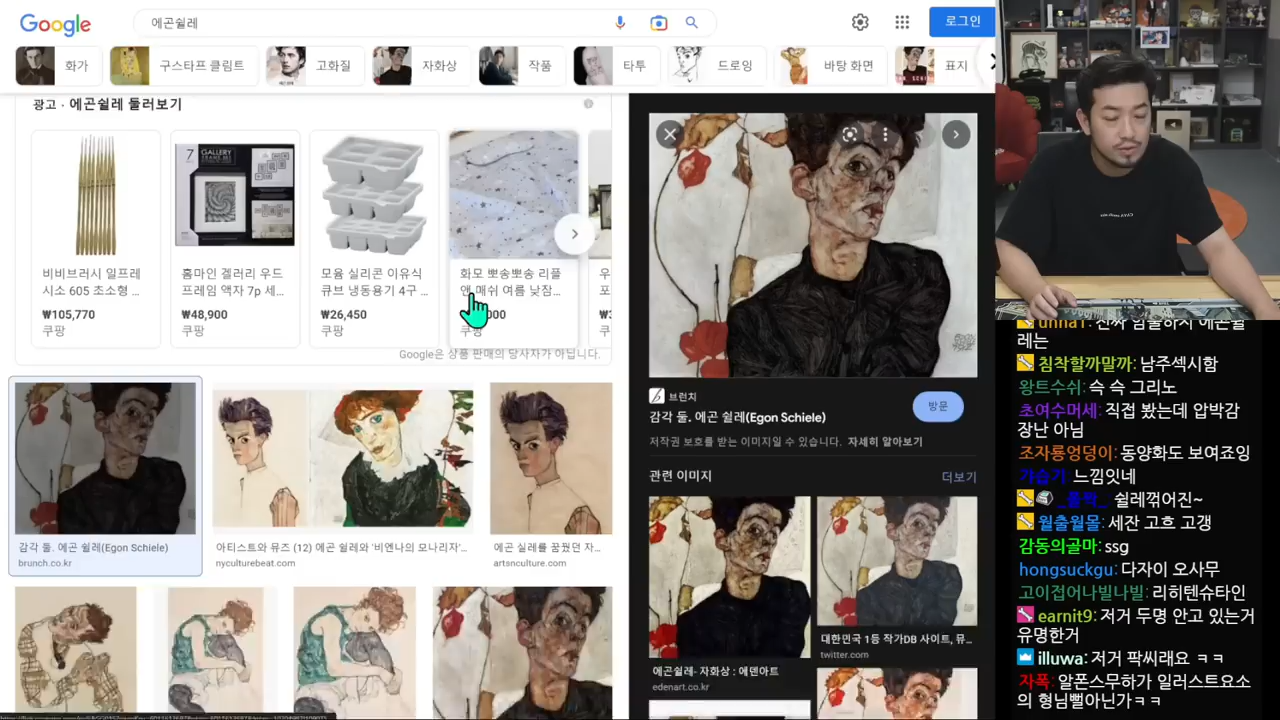 Google
에곤쉴레
로그인
화가
구스타프 클림트
고화질
자화상
작품
타투
드로잉
바탕 화면
표지
광고 · 에곤쉴레 둘러보기
비비브러시 일프레
시소 605 초소형 ...
₩105,770
쿠팡
홈마인 겔러리 우드
프레임 액자 7p 세...
₩48,900
쿠팡
모윰 실리콘 이유식
큐브 냉동용기 4구 ...
₩26,450
쿠팡
화모 뽀송뽀송 리플
앤 매쉬 여름 낮잠...
쿠팡
Google은 상품 판매의 당사자가 아닙니다.
감각 둘. 에곤 쉴레(Egon Schiele)
brunch.co.kr
아티스트와 뮤즈 (12) 에곤 쉴레와 '비엔나의 모나리자'...
nyculturebeat.com
에곤 실레를 꿈꿨던 자...
artsnculture.com
브런치
감각 둘. 에곤 쉴레(Egon Schiele)
방문
저작권 보호를 받는 이미지일 수 있습니다. 자세히 알아보기
관련 이미지
더보기
에곤쉴레- 자화상 : 에덴아트
edenart.co.kr
대한민국 1등 작가DB 사이트, 뮤...
twitter.com
레는
침착할까말까: 남주섹시함
왕트수쉬: 슥 슥 그리노
초여수머세: 직접 봤는데 압박감
장난 아님
조자룡엉덩이: 동양화도 보여죠잉
가습기: 느낌잇네
_폴짝_ 쉴레꺾어진~
월출월몰: 세잔 고흐 고갱
감동의골마: ssg
hongsuckgu: 다자이 오사무
고이접어나빌나빌: 리히텐슈타인
earnit9: 저거 두명 안고 있는거
유명한거
illuwa: 저거 팍씨래요 ㅋㅋ
자폭: 알폰스무하가 일러스트요소
의 형님뻘아닌가ㅋㅋ